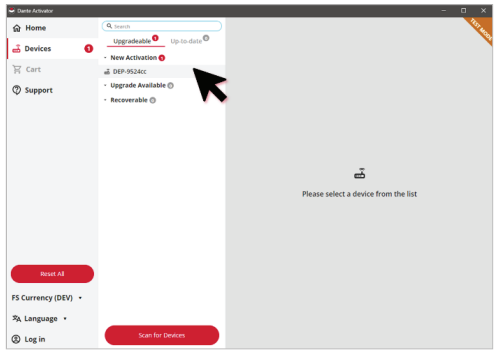 Dante Activator
TEST MODE
Home
Devices 1
Cart
Support
Search
Upgradeable 1 Up-to-date 0
New Activation 1
DEP-9524cc
Upgrade Available 0
Recoverable 0
Please select a device from the list
Reset All
FS Currency (DEV)
Language
Log in
Scan for Devices